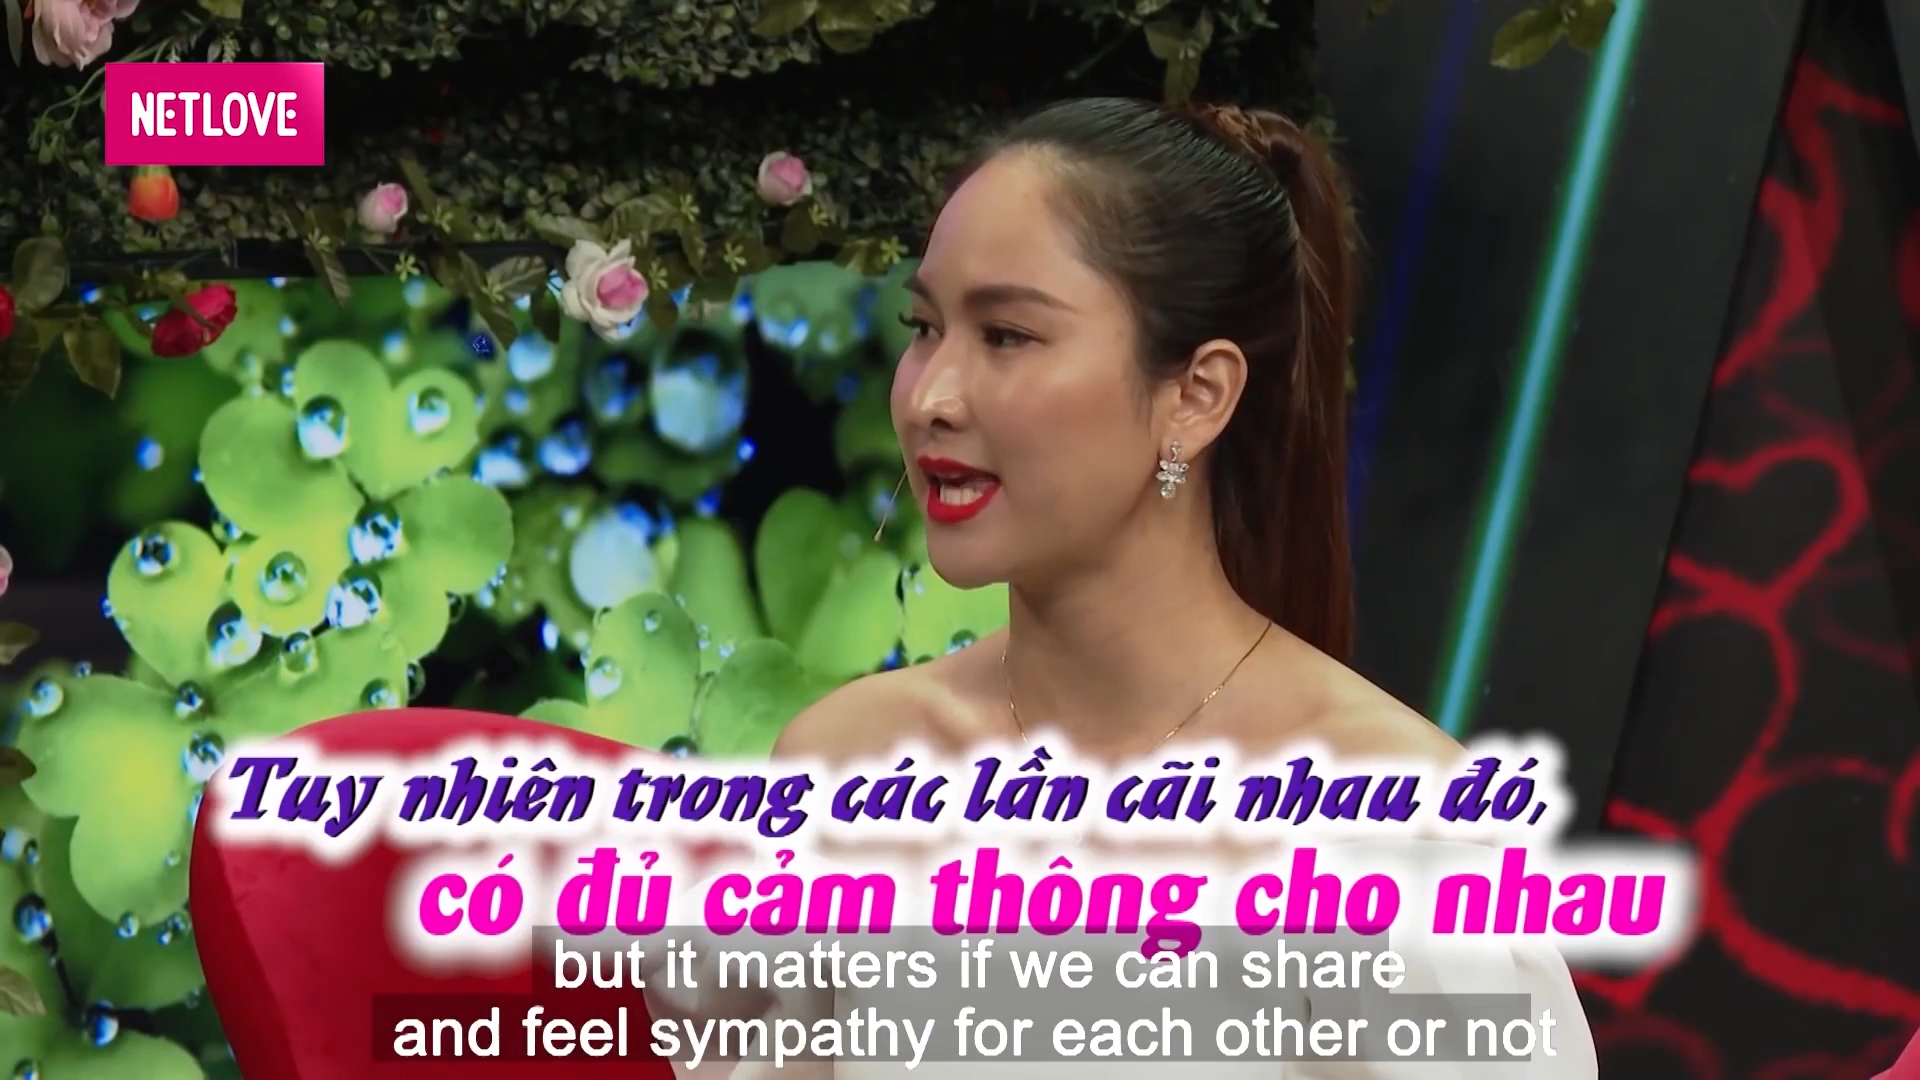 NETLOVE
Tuy nhiên trong các lần cãi nhau đó,
có đủ cảm thông cho nhau
but it matters if we can share
and feel sympathy for each other or not